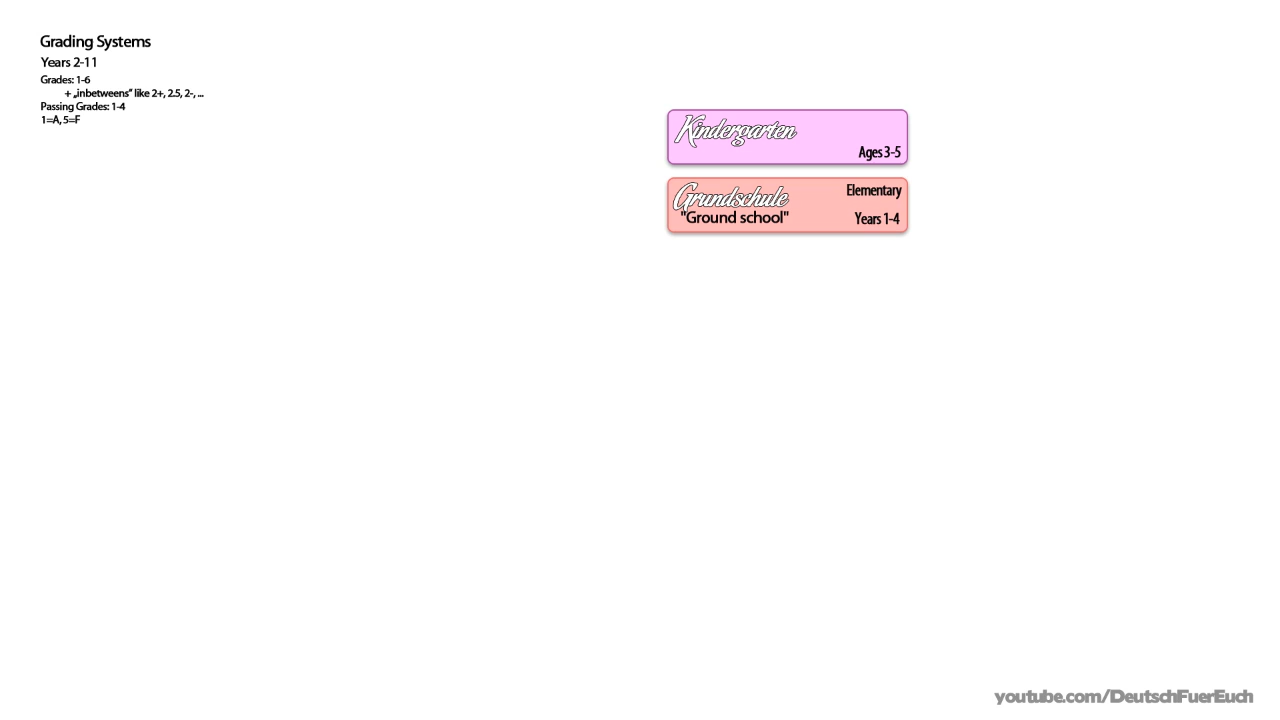 Grading Systems
Years 2-11
Grades: 1-6
+ „inbetweens“ like 2+, 2.5, 2-, ...
Passing Grades: 1-4
1=A, 5=F
Kindergarten
Ages 3-5
Grundschule
Elementary
"Ground school"
Years 1-4
youtube.com/DeutschFuerEuch